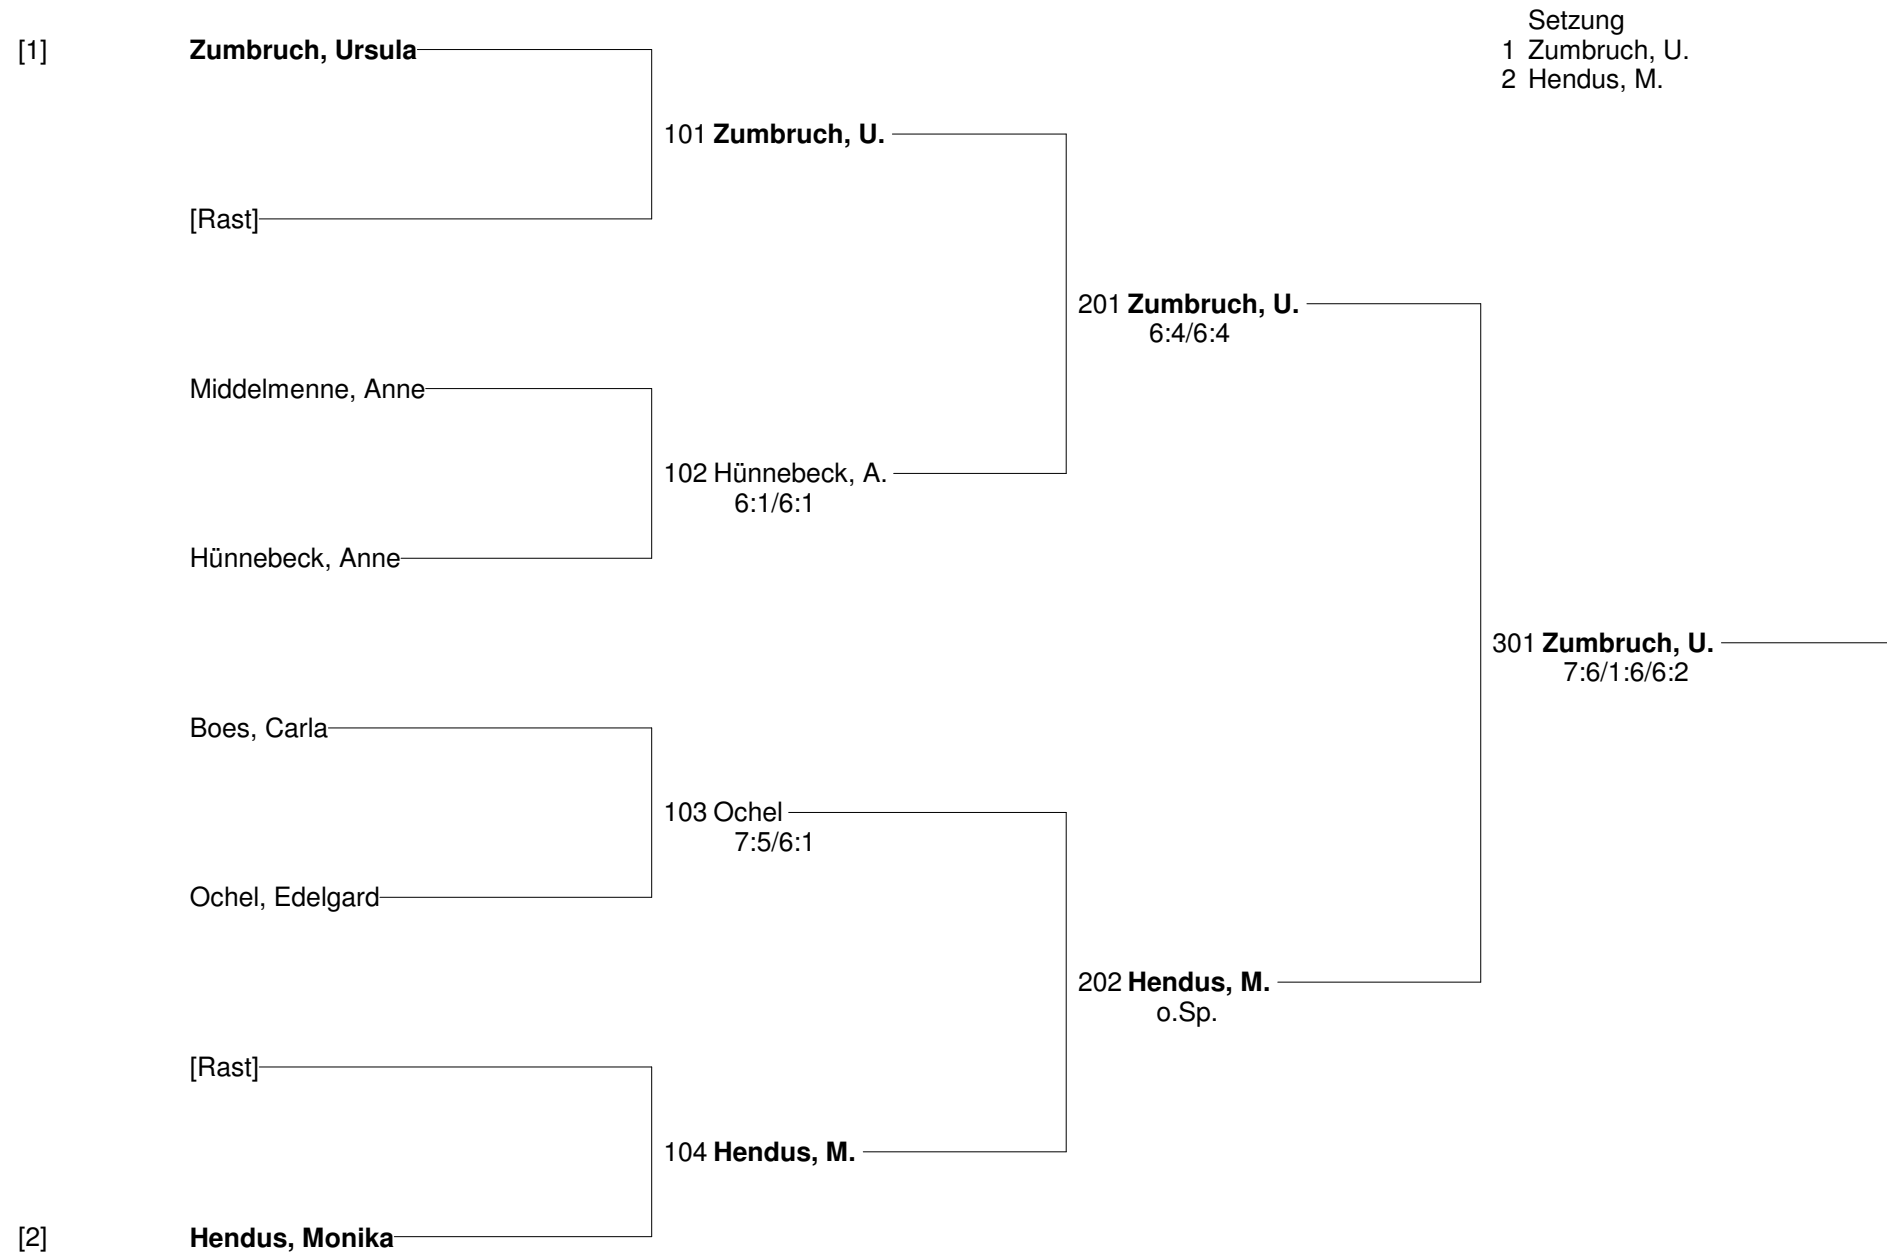 Setzung
[1] Zumbruch, Ursula
1 Zumbruch, U.
2 Hendus, M.
101 Zumbruch, U.
[Rast]
201 Zumbruch, U.
6:4/6:4
Middelmenne, Anne
102 Hünnebeck, A.
6:1/6:1
Hünnebeck, Anne
301 Zumbruch, U.
7:6/1:6/6:2
Boes, Carla
103 Ochel
7:5/6:1
Ochel, Edelgard
202 Hendus, M.
o.Sp.
[Rast]
104 Hendus, M.
[2] Hendus, Monika